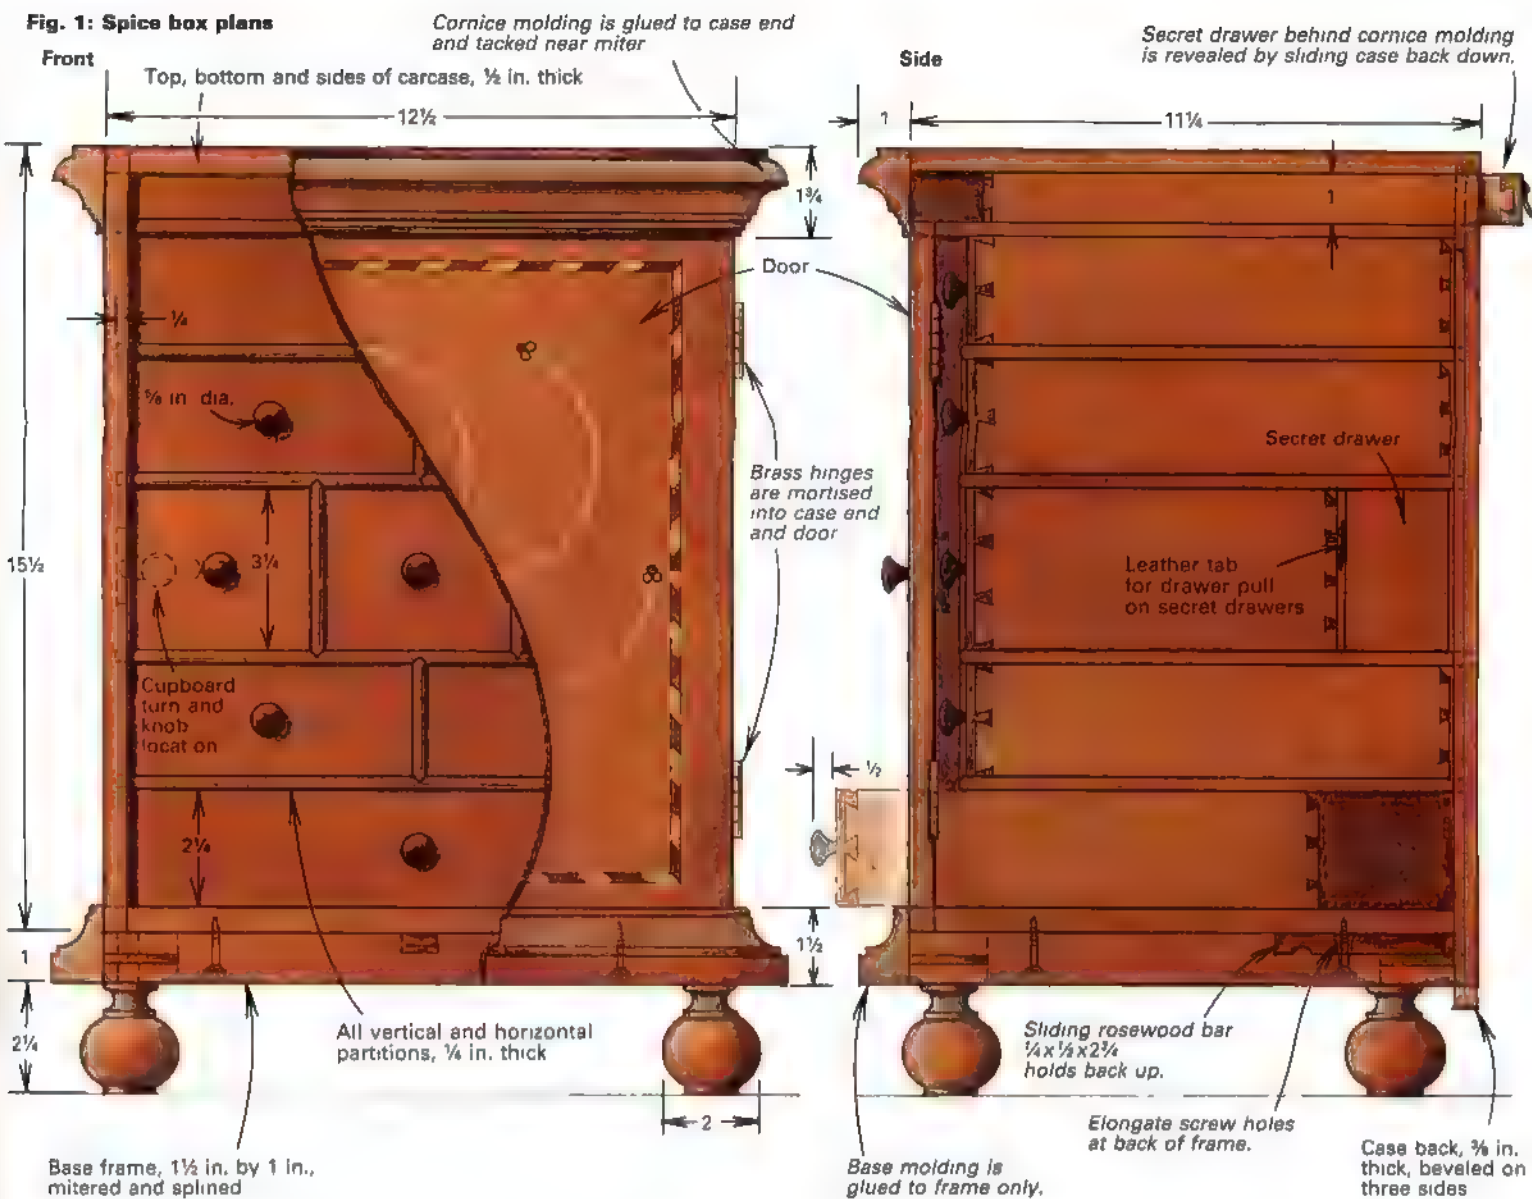 Fig. 1: Spice box plans
Front
Cornice molding is glued to case end
and tacked near miter
Top, bottom and sides of carcase, ½ in. thick
12½
Side
Secret drawer behind cornice molding
is revealed by sliding case back down.
1
11¼
1¾
1
Door
¼
⅝ in dia.
Brass hinges
are mortised
into case end
and door
Secret drawer
15½
3¼
Leather tab
for drawer pull
on secret drawers
Cupboard
turn and
knob
locat on
½
2¼
1
1½
2¼
All vertical and horizontal
partitions, ¼ in. thick
2
Sliding rosewood bar
¼x½x2¾
holds back up.
Elongate screw holes
at back of frame.
Base frame, 1½ in. by 1 in.,
mitered and splined
Base molding is
glued to frame only.
Case back, ⅜ in.
thick, beveled on
three sides